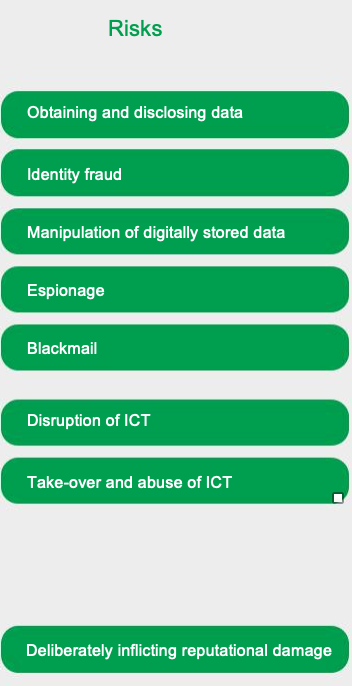 Risks
Obtaining and disclosing data
Identity fraud
Manipulation of digitally stored data
Espionage
Blackmail
Disruption of ICT
Take-over and abuse of ICT
Deliberately inflicting reputational damage